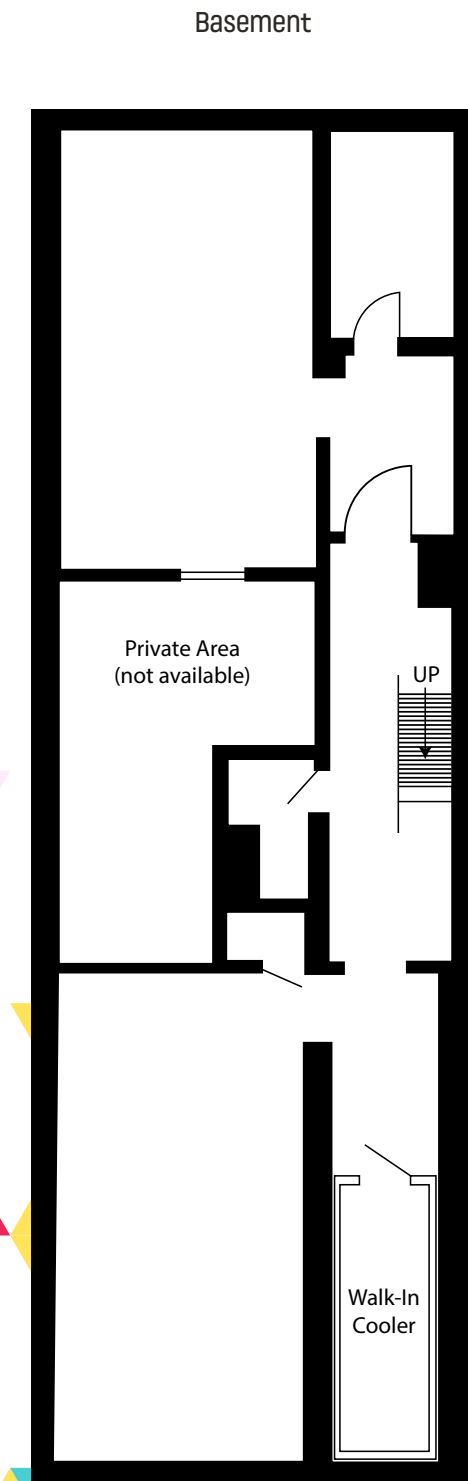 Basement
Private Area
(not available)
UP
Walk-In
Cooler